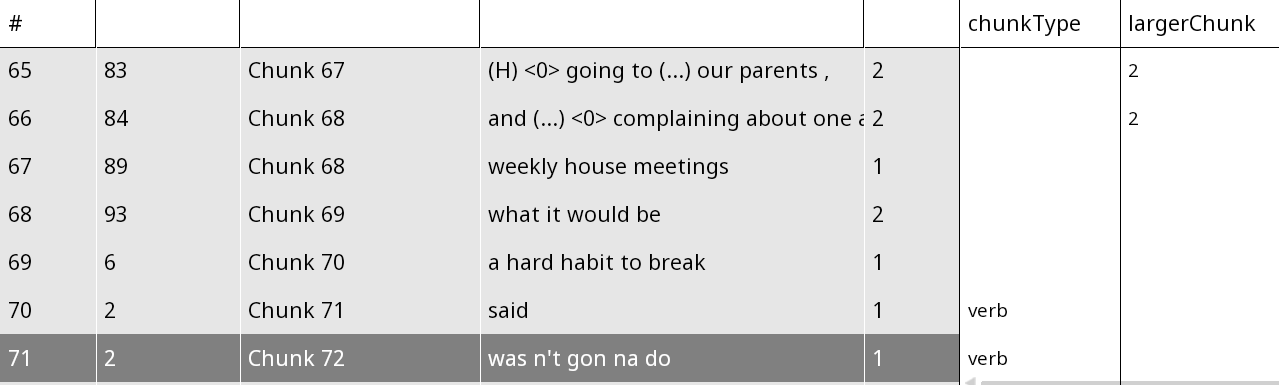 # chunkType largerChunk
65 83 Chunk 67 (H) <0> going to (...) our parents , 2 2
66 84 Chunk 68 and (...) <0> complaining about one a 2 2
67 89 Chunk 68 weekly house meetings 1
68 93 Chunk 69 what it would be 2
69 6 Chunk 70 a hard habit to break 1
70 2 Chunk 71 said 1 verb
71 2 Chunk 72 was n't gon na do 1 verb